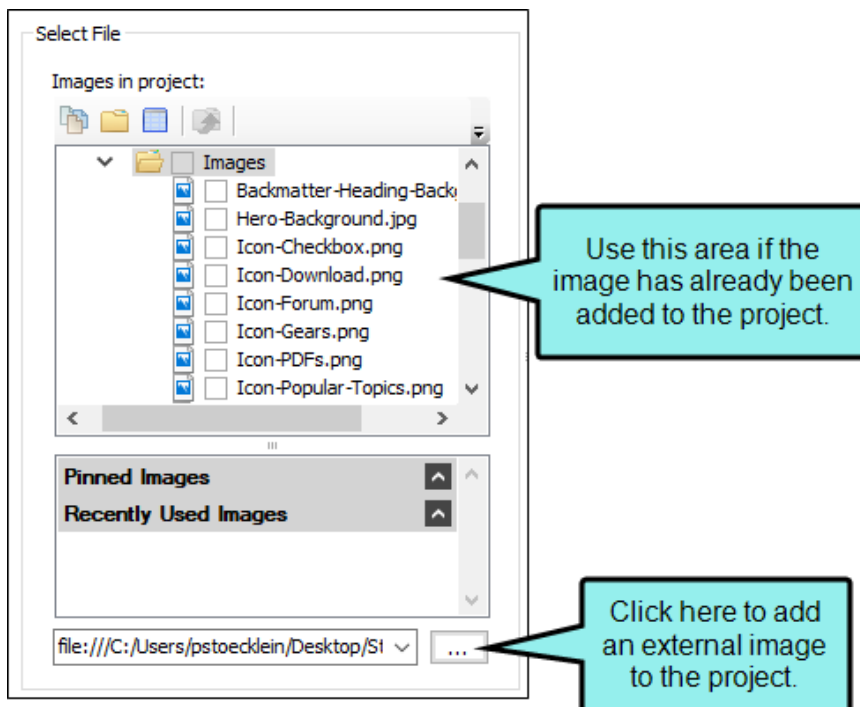 Select File
Images in project:
Images
Backmatter-Heading-Back
Hero-Background.jpg
Icon-Checkbox.png
Icon-Download.png
Icon-Forum.png
Icon-Gears.png
Icon-PDFs.png
Icon-Popular-Topics.png
Use this area if the
image has already been
added to the project.
Pinned Images
Recently Used Images
file:///C:/Users/pstoecklein/Desktop/St
...
Click here to add
an external image
to the project.